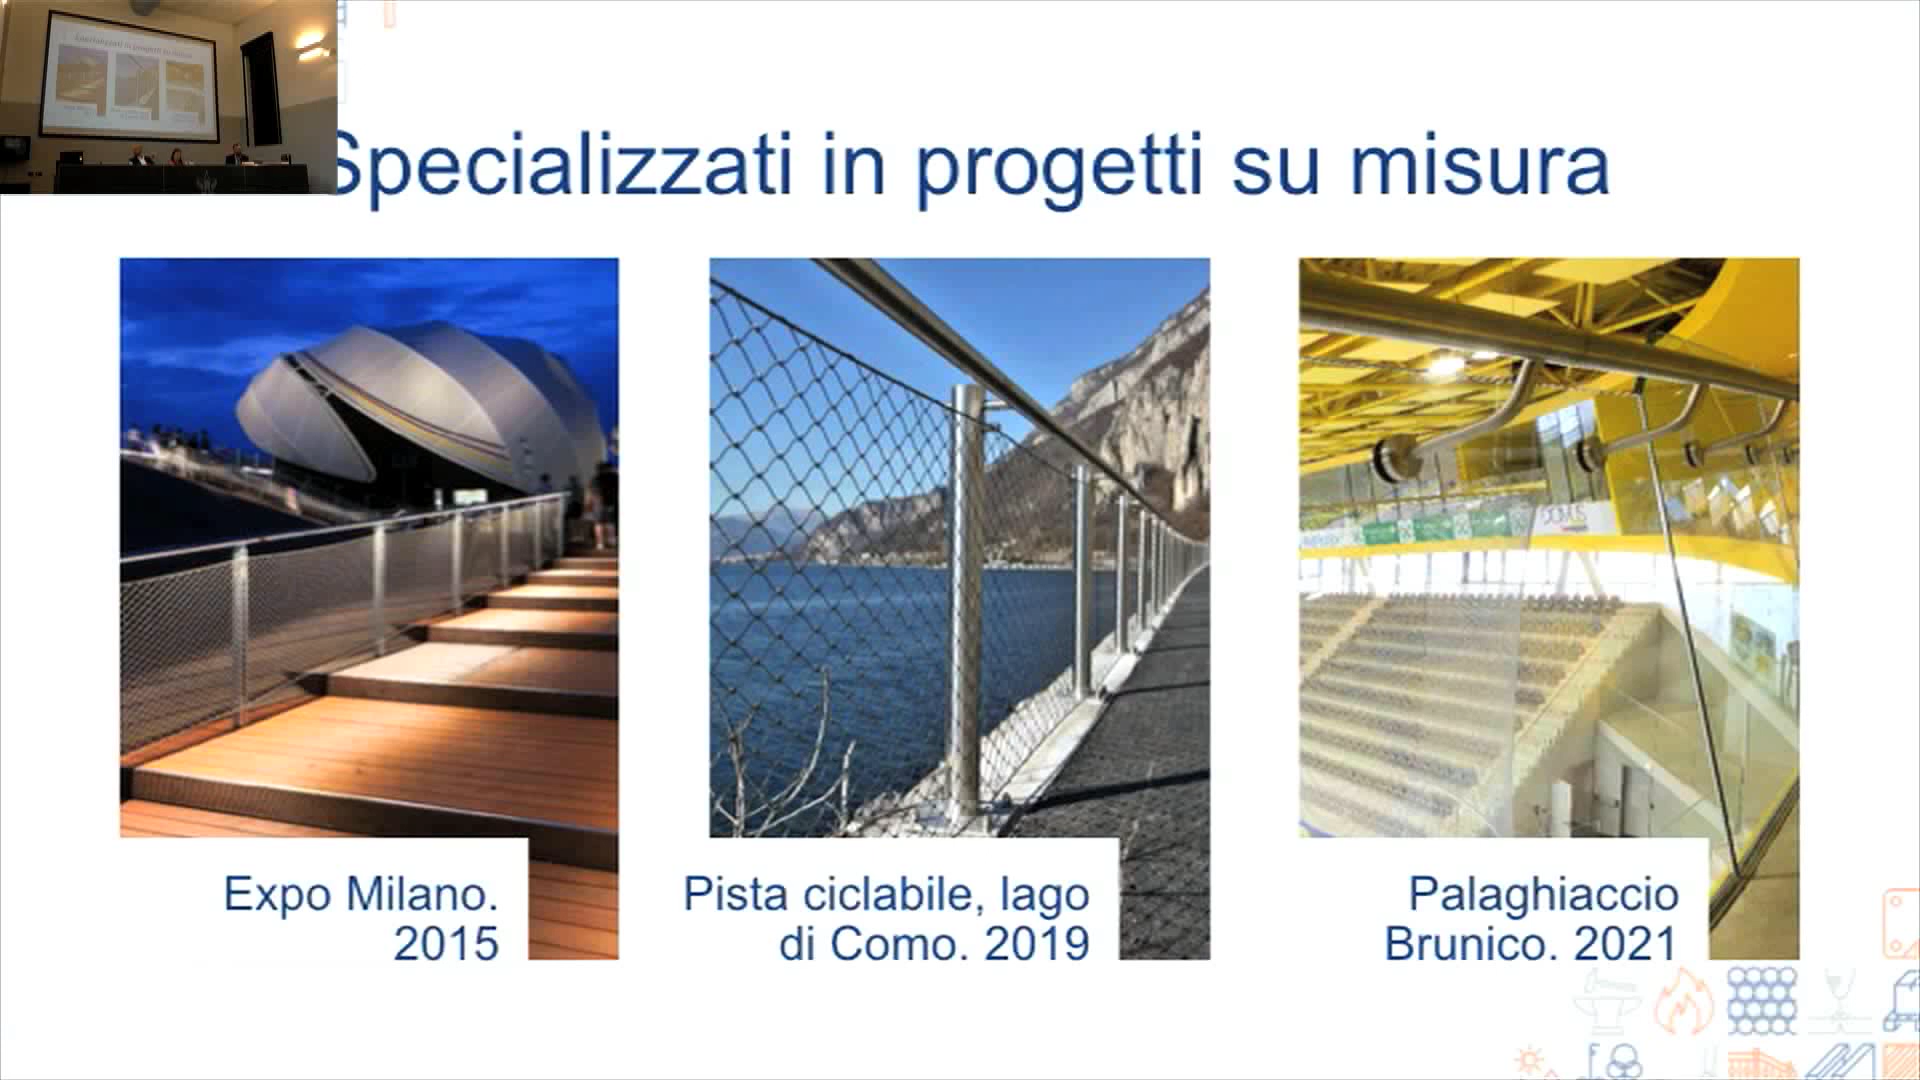 Specializzati in progetti su misura
Expo Milano.
2015
Pista ciclabile, lago
di Como. 2019
Palaghiaccio
Brunico. 2021